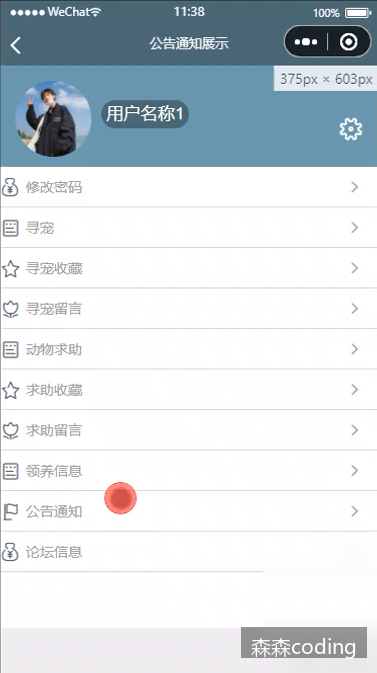 ●●●●● WeChat 11:38 100%
公告通知展示
375px × 603px
用户名称1
修改密码
寻宠
寻宠收藏
寻宠留言
动物求助
求助收藏
求助留言
领养信息
公告通知
论坛信息
森森coding